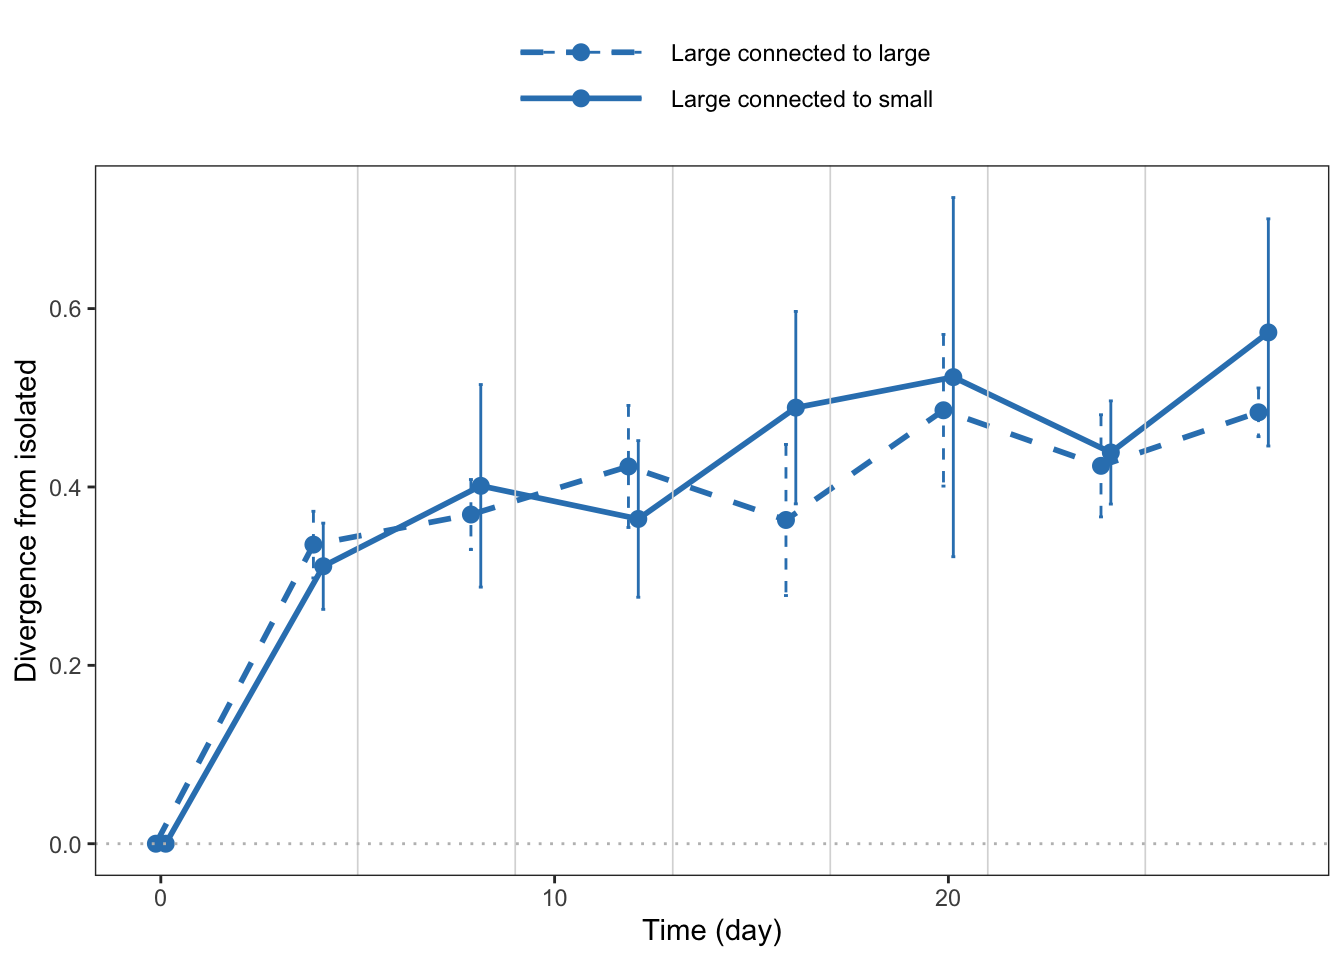 Large connected to large
Large connected to small
Divergence from isolated
0.6
0.4
0.2
0.0
0
10
20
Time (day)